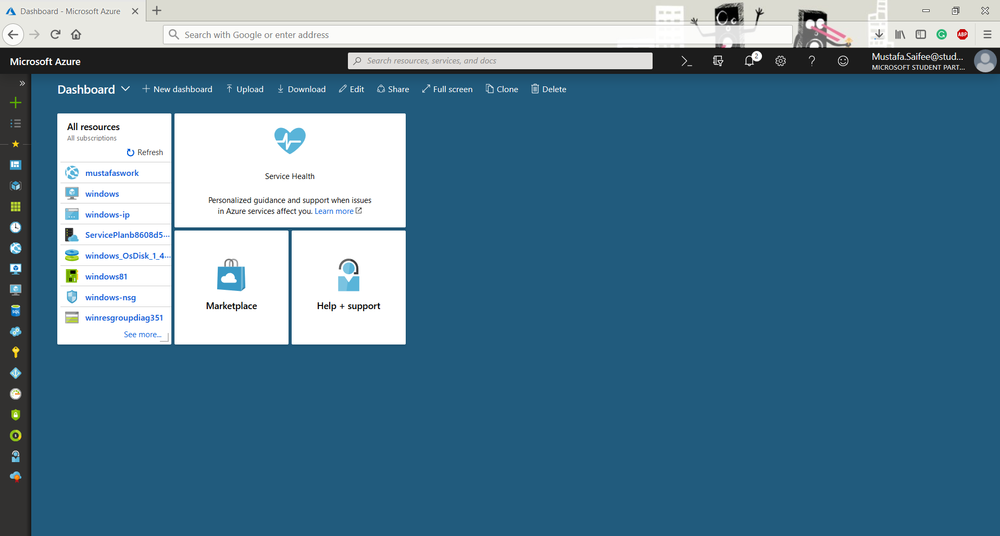 Dashboard - Microsoft Azure
Search with Google or enter address
ABP
Microsoft Azure
Search resources, services, and docs
2
Mustafa.Saifee@stud...
MICROSOFT STUDENT PART...
Dashboard
New dashboard
Upload
Download
Edit
Share
Full screen
Clone
Delete
All resources
All subscriptions
Refresh
mustafaswork
windows
windows-ip
ServicePlanb8608d5...
windows_OsDisk_1_4...
windows81
windows-nsg
winresgroupdiag351
See more...
Service Health
Personalized guidance and support when issues
in Azure services affect you. Learn more
Marketplace
Help + support
SQL